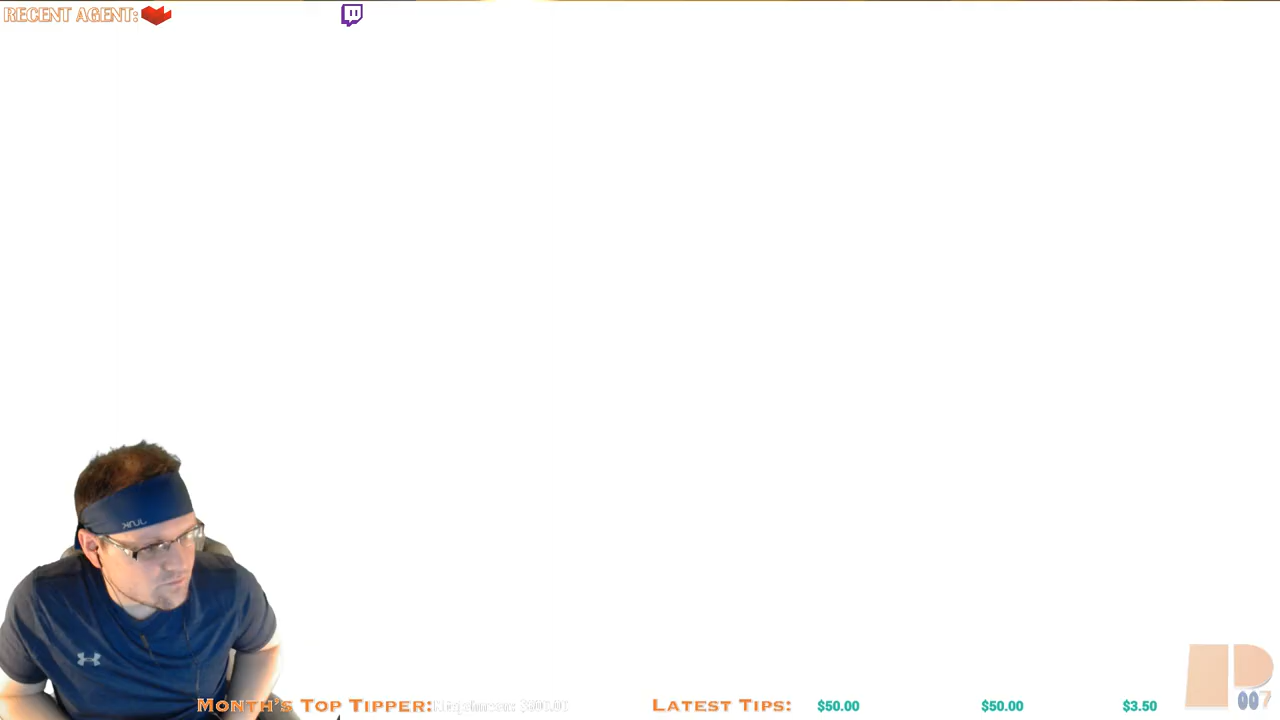 RECENT AGENT:
MONTH'S TOP TIPPER:
LATEST TIPS: $50.00 $50.00 $3.50
007